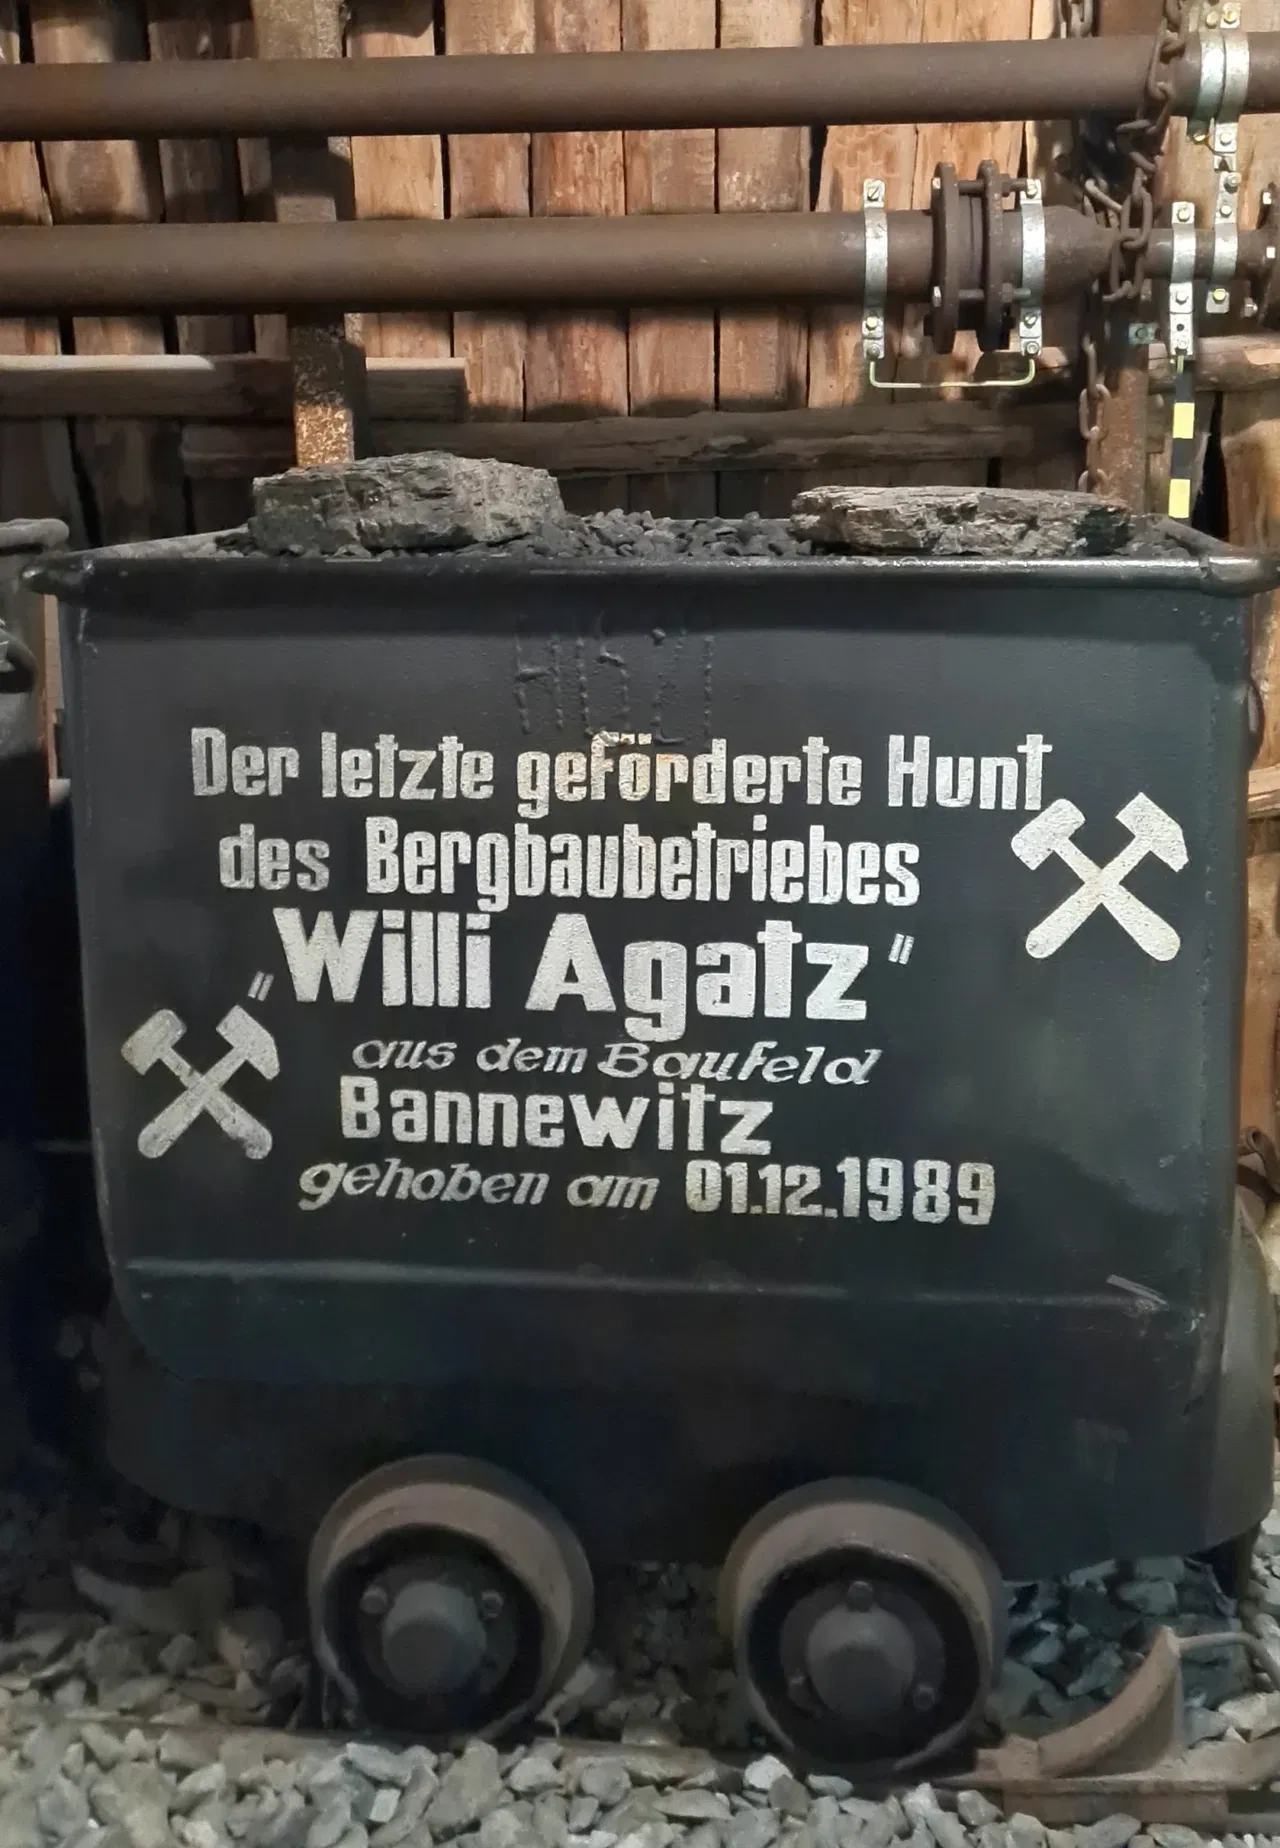 Der letzte geförderte Hunt
des Bergbaubetriebes
"Willi Agatz"
aus dem Baufeld
Bannewitz
gehoben am 01.12.1989